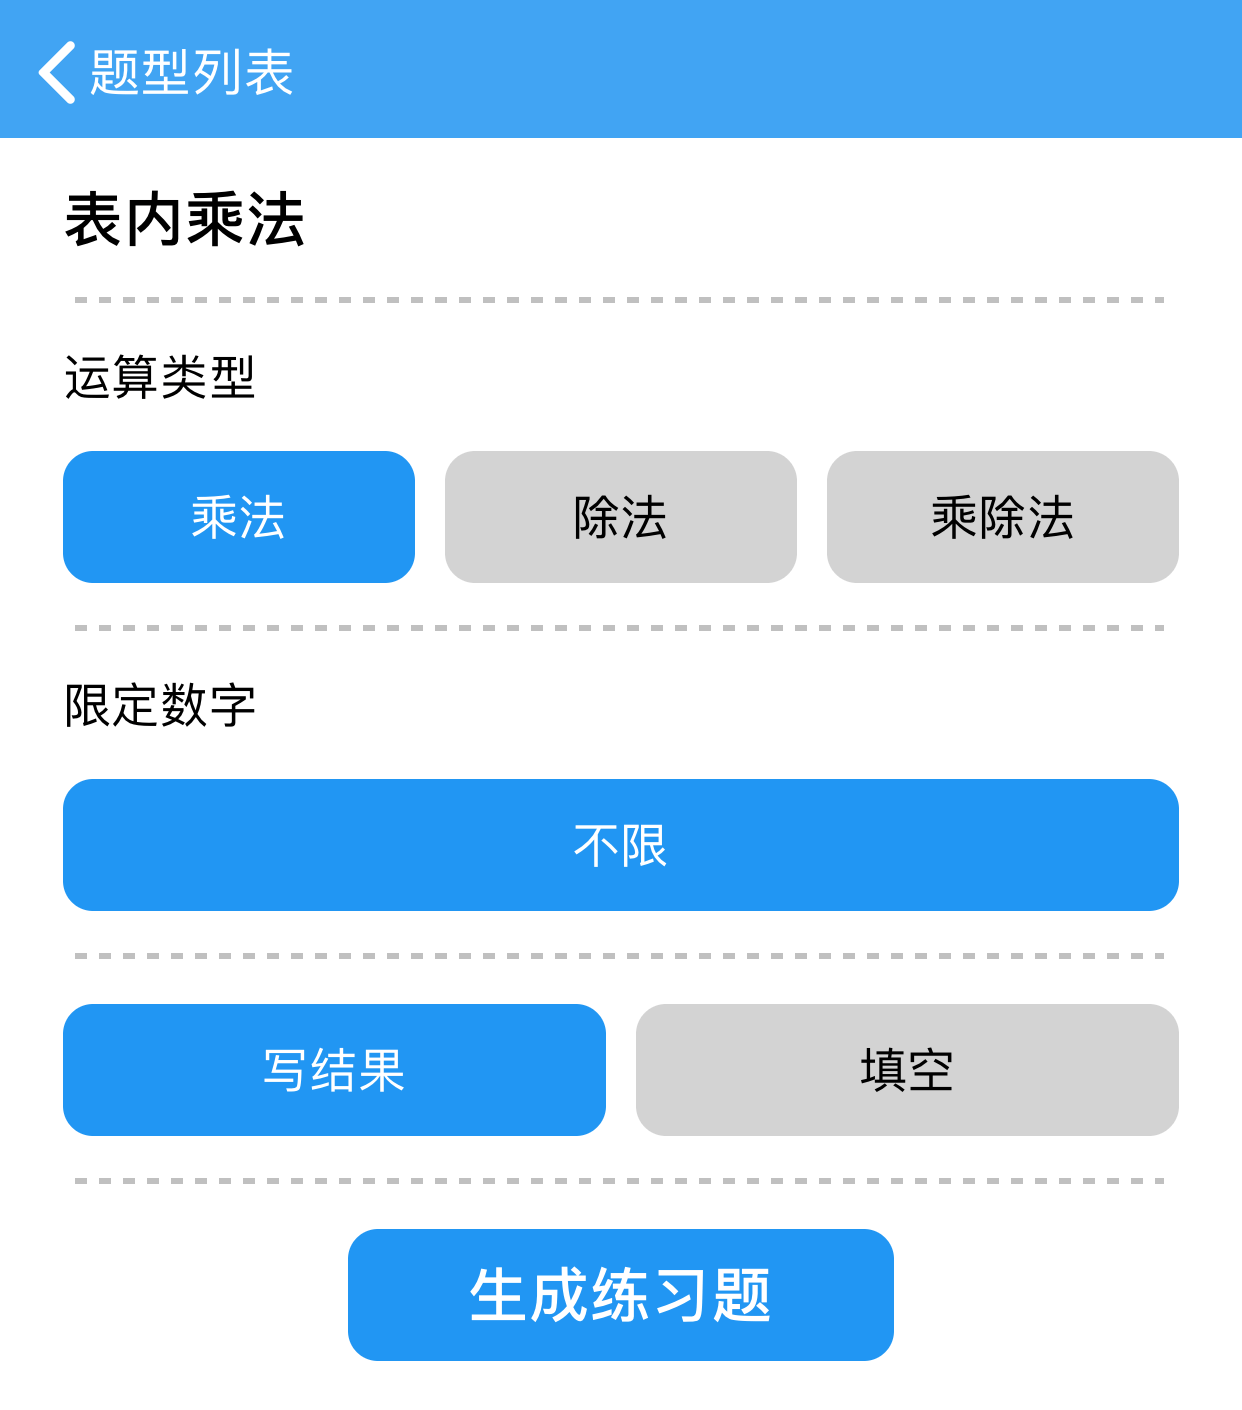 题型列表
表内乘法
运算类型
乘法 除法 乘除法
限定数字
不限
写结果 填空
生成练习题